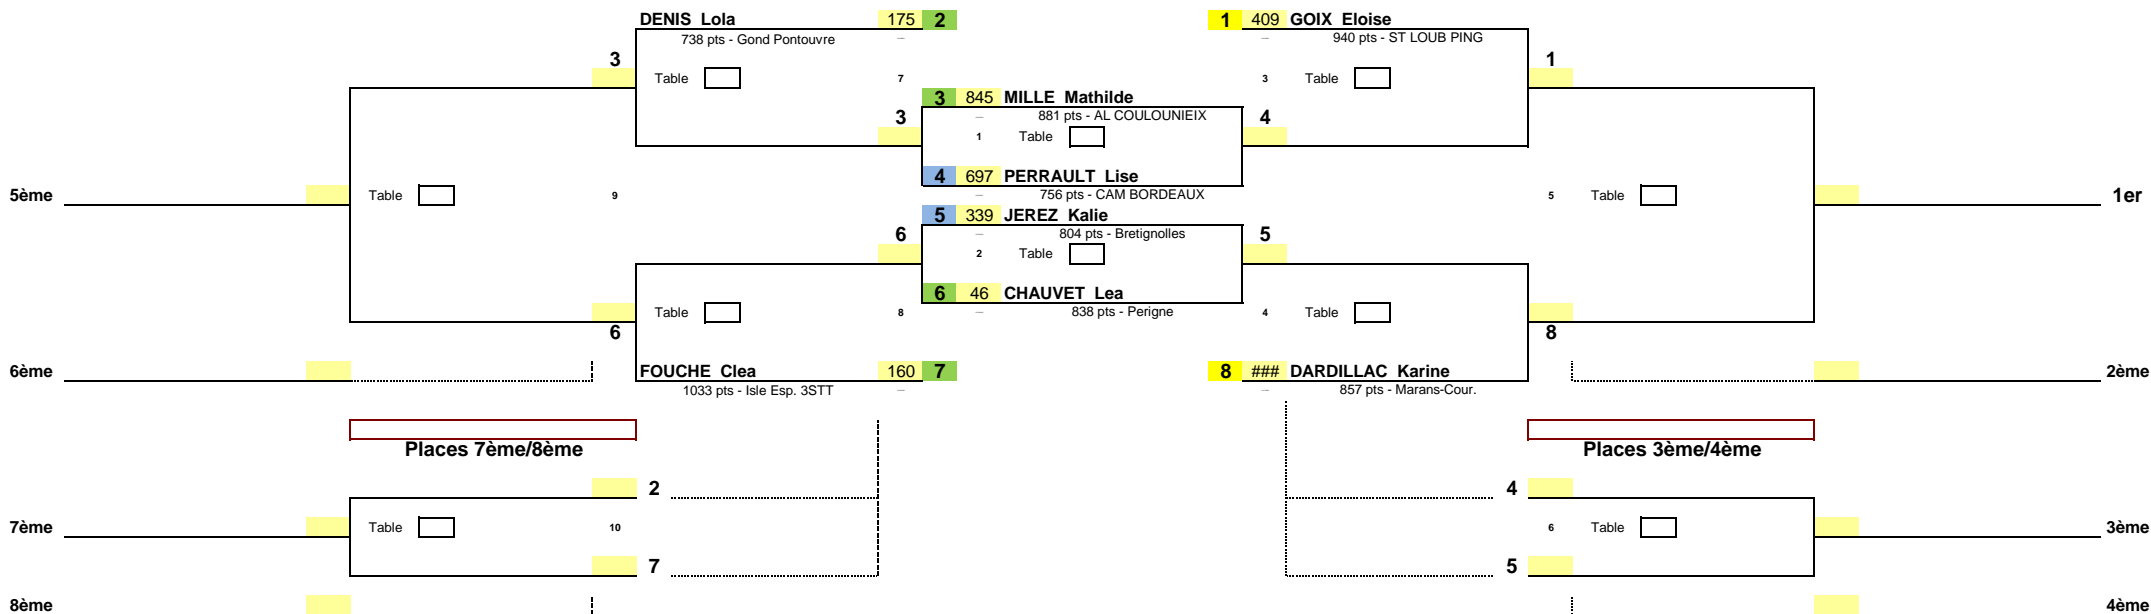 DENIS Lola 175 2 1 409 GOIX Eloise
738 pts - Gond Pontouvre – – 940 pts - ST LOUB PING
3 1
Table 7 3 Table
3 845 MILLE Mathilde
3 – 881 pts - AL COULOUNIEIX 4
1 Table
4 697 PERRAULT Lise
5ème Table 9 – 756 pts - CAM BORDEAUX 5 Table 1er
5 339 JEREZ Kalie
6 – 804 pts - Bretignolles 5
2 Table
6 46 CHAUVET Lea
Table 8 – 838 pts - Perigne 4 Table
6 8
6ème FOUCHE Clea 160 7 8 ### DARDILLAC Karine 2ème
1033 pts - Isle Esp. 3STT – – 857 pts - Marans-Cour.
Places 7ème/8ème Places 3ème/4ème
2 4
7ème Table 10 6 Table 3ème
7 5
8ème 4ème